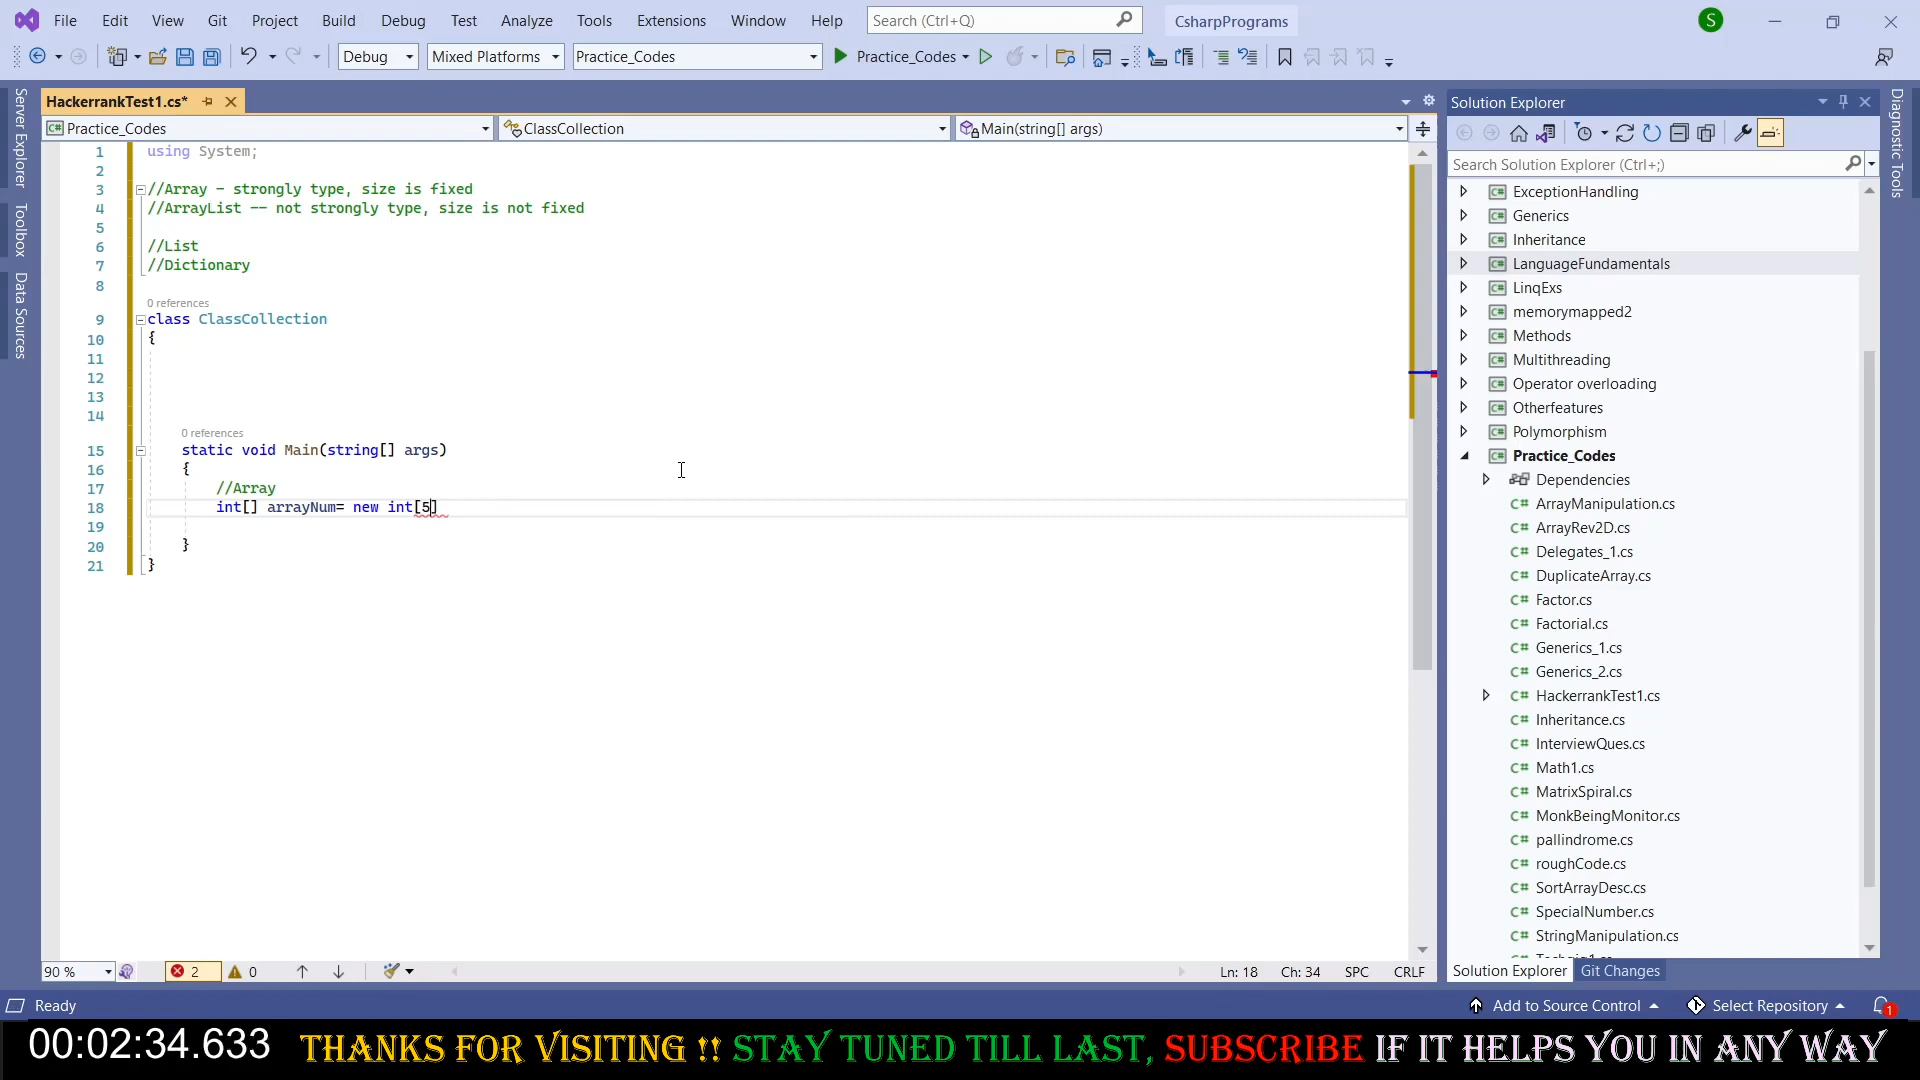 File Edit View Git Project Build Debug Test Analyze Tools Extensions Window Help Search (Ctrl+Q) CsharpPrograms S
Debug Mixed Platforms Practice_Codes Practice_Codes
Server Explorer
Toolbox
Data Sources
HackerrankTest1.cs*
Practice_Codes ClassCollection Main(string[] args)
1 using System;
2
3 //Array - strongly type, size is fixed
4 //ArrayList -- not strongly type, size is not fixed
5
6 //List
7 //Dictionary
8
0 references
9 class ClassCollection
10 {
11
12
13
14
0 references
15 static void Main(string[] args)
16 {
17 //Array
18 int[] arrayNum= new int[5]
19
20 }
21 }
90 % 2 0 Ln: 18 Ch: 34 SPC CRLF
Solution Explorer
Search Solution Explorer (Ctrl+;)
ExceptionHandling
Generics
Inheritance
LanguageFundamentals
LinqExs
memorymapped2
Methods
Multithreading
Operator overloading
Otherfeatures
Polymorphism
Practice_Codes
Dependencies
C# ArrayManipulation.cs
C# ArrayRev2D.cs
C# Delegates_1.cs
C# DuplicateArray.cs
C# Factor.cs
C# Factorial.cs
C# Generics_1.cs
C# Generics_2.cs
C# HackerrankTest1.cs
C# Inheritance.cs
C# InterviewQues.cs
C# Math1.cs
C# MatrixSpiral.cs
C# MonkBeingMonitor.cs
C# pallindrome.cs
C# roughCode.cs
C# SortArrayDesc.cs
C# SpecialNumber.cs
C# StringManipulation.cs
Solution Explorer Git Changes
Diagnostic Tools
Ready Add to Source Control Select Repository 1
00:02:34.633 THANKS FOR VISITING !! STAY TUNED TILL LAST, SUBSCRIBE IF IT HELPS YOU IN ANY WAY